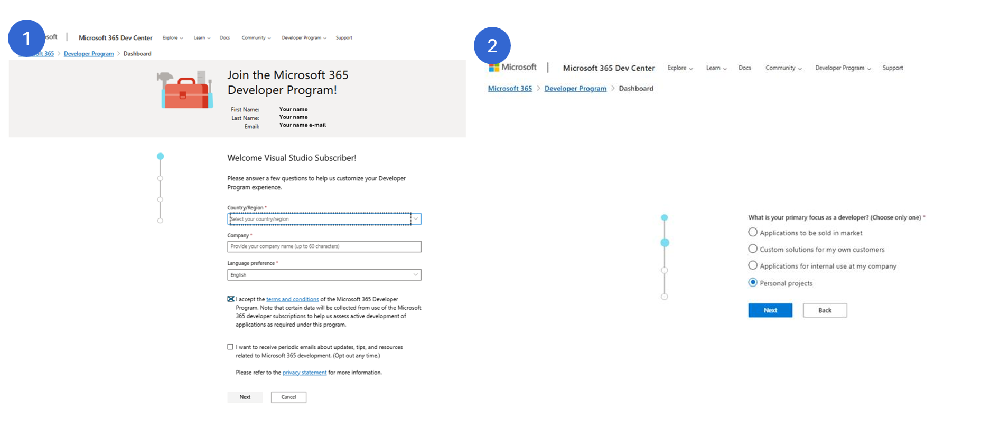 1
soft | Microsoft 365 Dev Center Explore Learn Docs Community Developer Program Support
oft 365 > Developer Program > Dashboard
Join the Microsoft 365
Developer Program!
First Name: Your name
Last Name: Your name
Email: Your name e-mail
Welcome Visual Studio Subscriber!
Please answer a few questions to help us customize your Developer
Program experience.
Country/Region *
Select your country/region
Company *
Provide your company name (up to 60 characters)
Language preference *
English
I accept the terms and conditions of the Microsoft 365 Developer
Program. Note that certain data will be collected from use of the Microsoft
365 developer subscriptions to help us assess active development of
applications as required under this program.
I want to receive periodic emails about updates, tips, and resources
related to Microsoft 365 development. (Opt out any time.)
Please refer to the privacy statement for more information.
Next Cancel
2
Microsoft | Microsoft 365 Dev Center Explore Learn Docs Community Developer Program Support
Microsoft 365 > Developer Program > Dashboard
What is your primary focus as a developer? (Choose only one) *
Applications to be sold in market
Custom solutions for my own customers
Applications for internal use at my company
Personal projects
Next Back